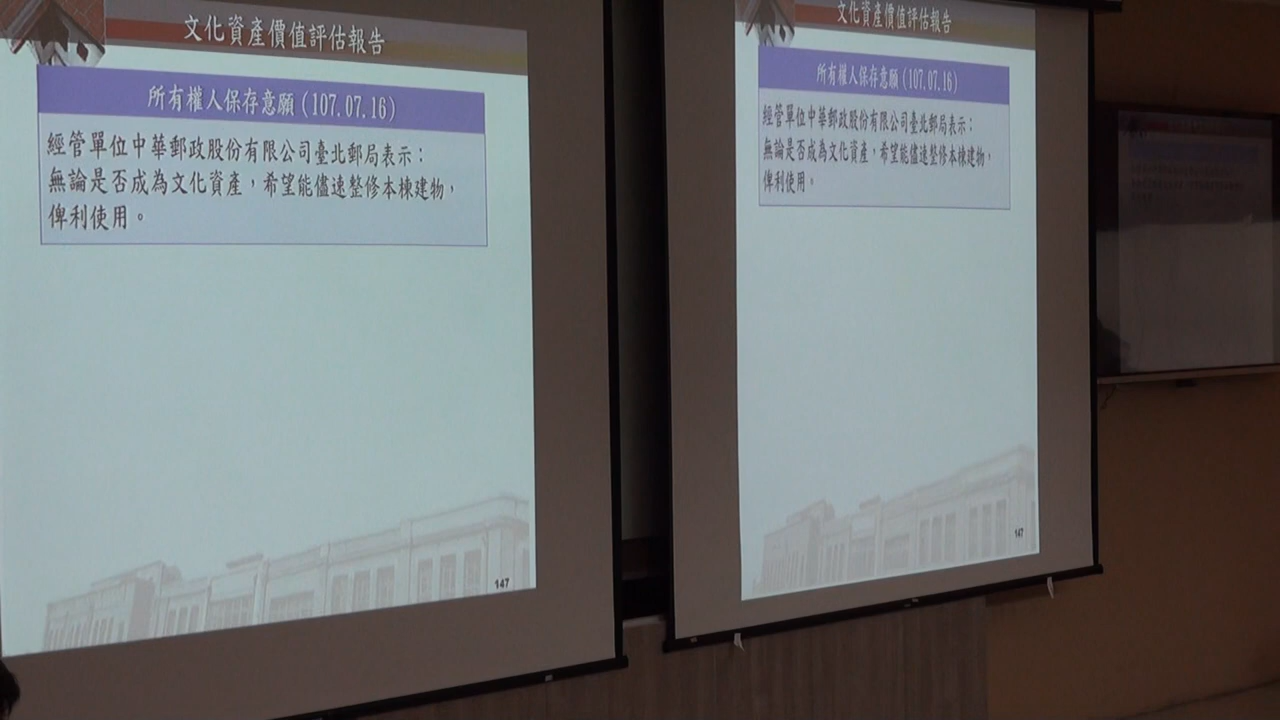 文化資產價值評估報告
所有權人保存意願(107.07.16)
經管單位中華郵政股份有限公司臺北郵局表示：
無論是否成為文化資產，希望能儘速整修本棟建物，
俾利使用。
147
文化資產價值評估報告
所有權人保存意願(107.07.16)
經管單位中華郵政股份有限公司臺北郵局表示：
無論是否成為文化資產，希望能儘速整修本棟建物，
俾利使用。
147